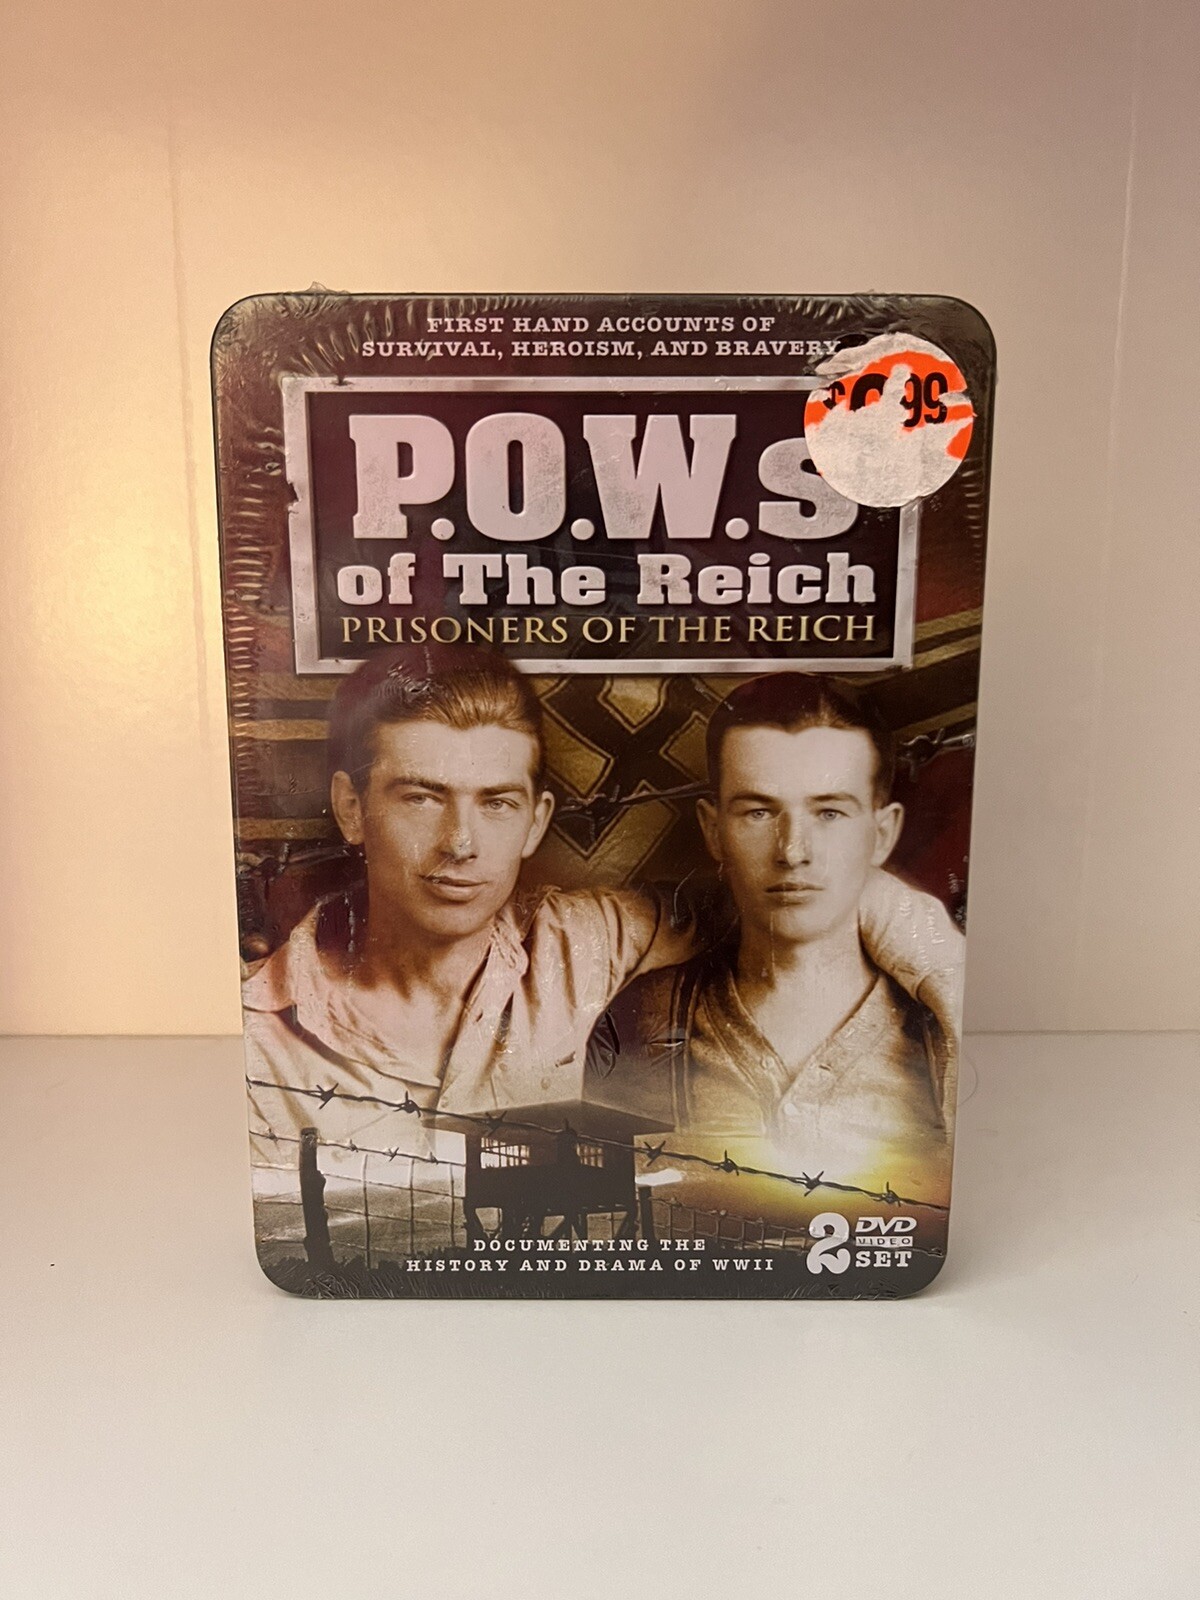 FIRST HAND ACCOUNTS OF
SURVIVAL, HEROISM, AND BRAVERY
P.O.W.s
of The Reich
PRISONERS OF THE REICH
DOCUMENTING THE
HISTORY AND DRAMA OF WWII
2 DVD
VIDEO
SET